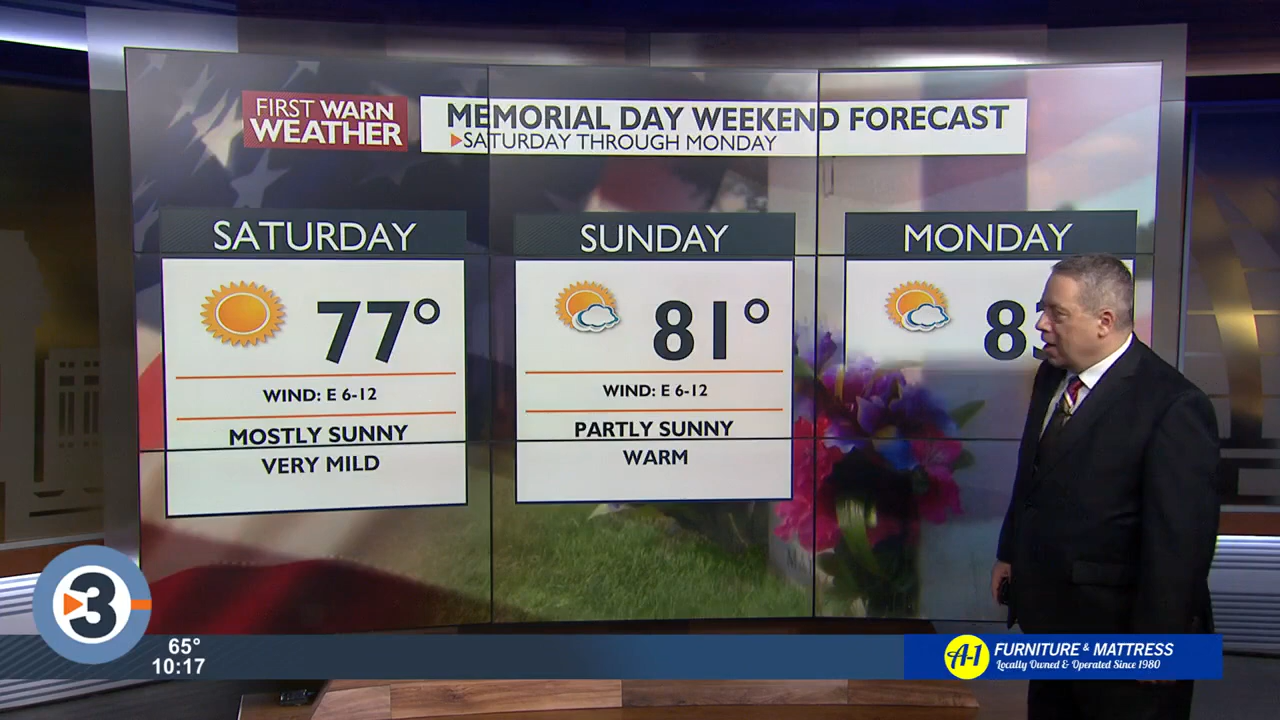 FIRST WARN
WEATHER
MEMORIAL DAY WEEKEND FORECAST
SATURDAY THROUGH MONDAY
SATURDAY
77°
WIND: E 6-12
MOSTLY SUNNY
VERY MILD
SUNDAY
81°
WIND: E 6-12
PARTLY SUNNY
WARM
MONDAY
3
65°
10:17
A-1
FURNITURE & MATTRESS
Locally Owned & Operated Since 1980